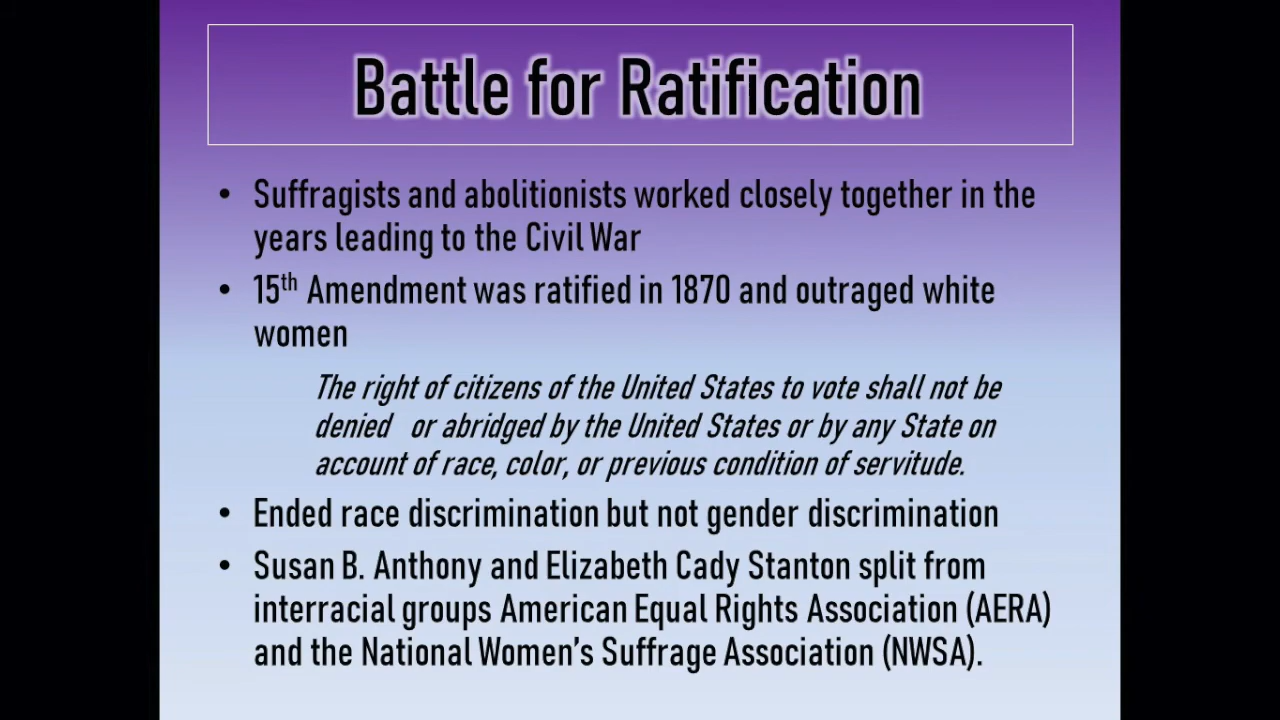 Battle for Ratification
• Suffragists and abolitionists worked closely together in the
years leading to the Civil War
• 15th Amendment was ratified in 1870 and outraged white
women
The right of citizens of the United States to vote shall not be
denied or abridged by the United States or by any State on
account of race, color, or previous condition of servitude.
• Ended race discrimination but not gender discrimination
• Susan B. Anthony and Elizabeth Cady Stanton split from
interracial groups American Equal Rights Association (AERA)
and the National Women's Suffrage Association (NWSA).